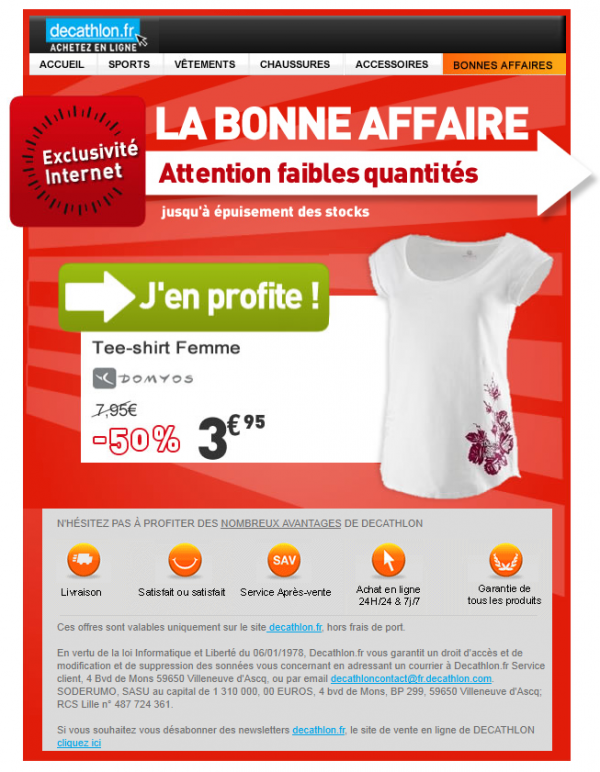 decathlon.fr
ACHETEZ EN LIGNE
ACCUEIL SPORTS VÊTEMENTS CHAUSSURES ACCESSOIRES BONNES AFFAIRES
LA BONNE AFFAIRE
Exclusivité
Internet
Attention faibles quantités
jusqu'à épuisement des stocks
J'en profite !
Tee-shirt Femme
DOMYOS
7,95€
-50% 3€95
N'HÉSITEZ PAS À PROFITER DES NOMBREUX AVANTAGES DE DECATHLON
SAV
Livraison
Satisfait ou satisfait
Service Après-vente
Achat en ligne
24H/24 & 7j/7
Garantie de
tous les produits
Ces offres sont valables uniquement sur le site decathlon.fr, hors frais de port.
En vertu de la loi Informatique et Liberté du 06/01/1978, Decathlon.fr vous garantit un droit d'accès et de
modification et de suppression des sonnées vous concernant en adressant un courrier à Decathlon.fr Service
client, 4 Bvd de Mons 59650 Villeneuve d'Ascq, ou par email decathloncontact@fr.decathlon.com.
SODERUMO, SASU au capital de 1 310 000, 00 EUROS, 4 bvd de Mons, BP 299, 59650 Villeneuve d'Ascq;
RCS Lille n° 487 724 361.
Si vous souhaitez vous désabonner des newsletters decathlon.fr, le site de vente en ligne de DECATHLON
cliquez ici